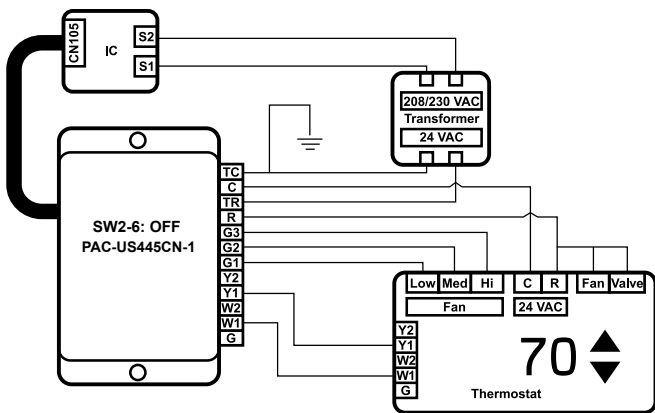 CN105
IC
S2
S1
208/230 VAC
Transformer
24 VAC
SW2-6: OFF
PAC-US445CN-1
TC
C
TR
R
G3
G2
G1
Y2
Y1
W2
W1
G
Low Med Hi C R Fan Valve
Fan 24 VAC
Y2
Y1
W2
W1
G
70
Thermostat